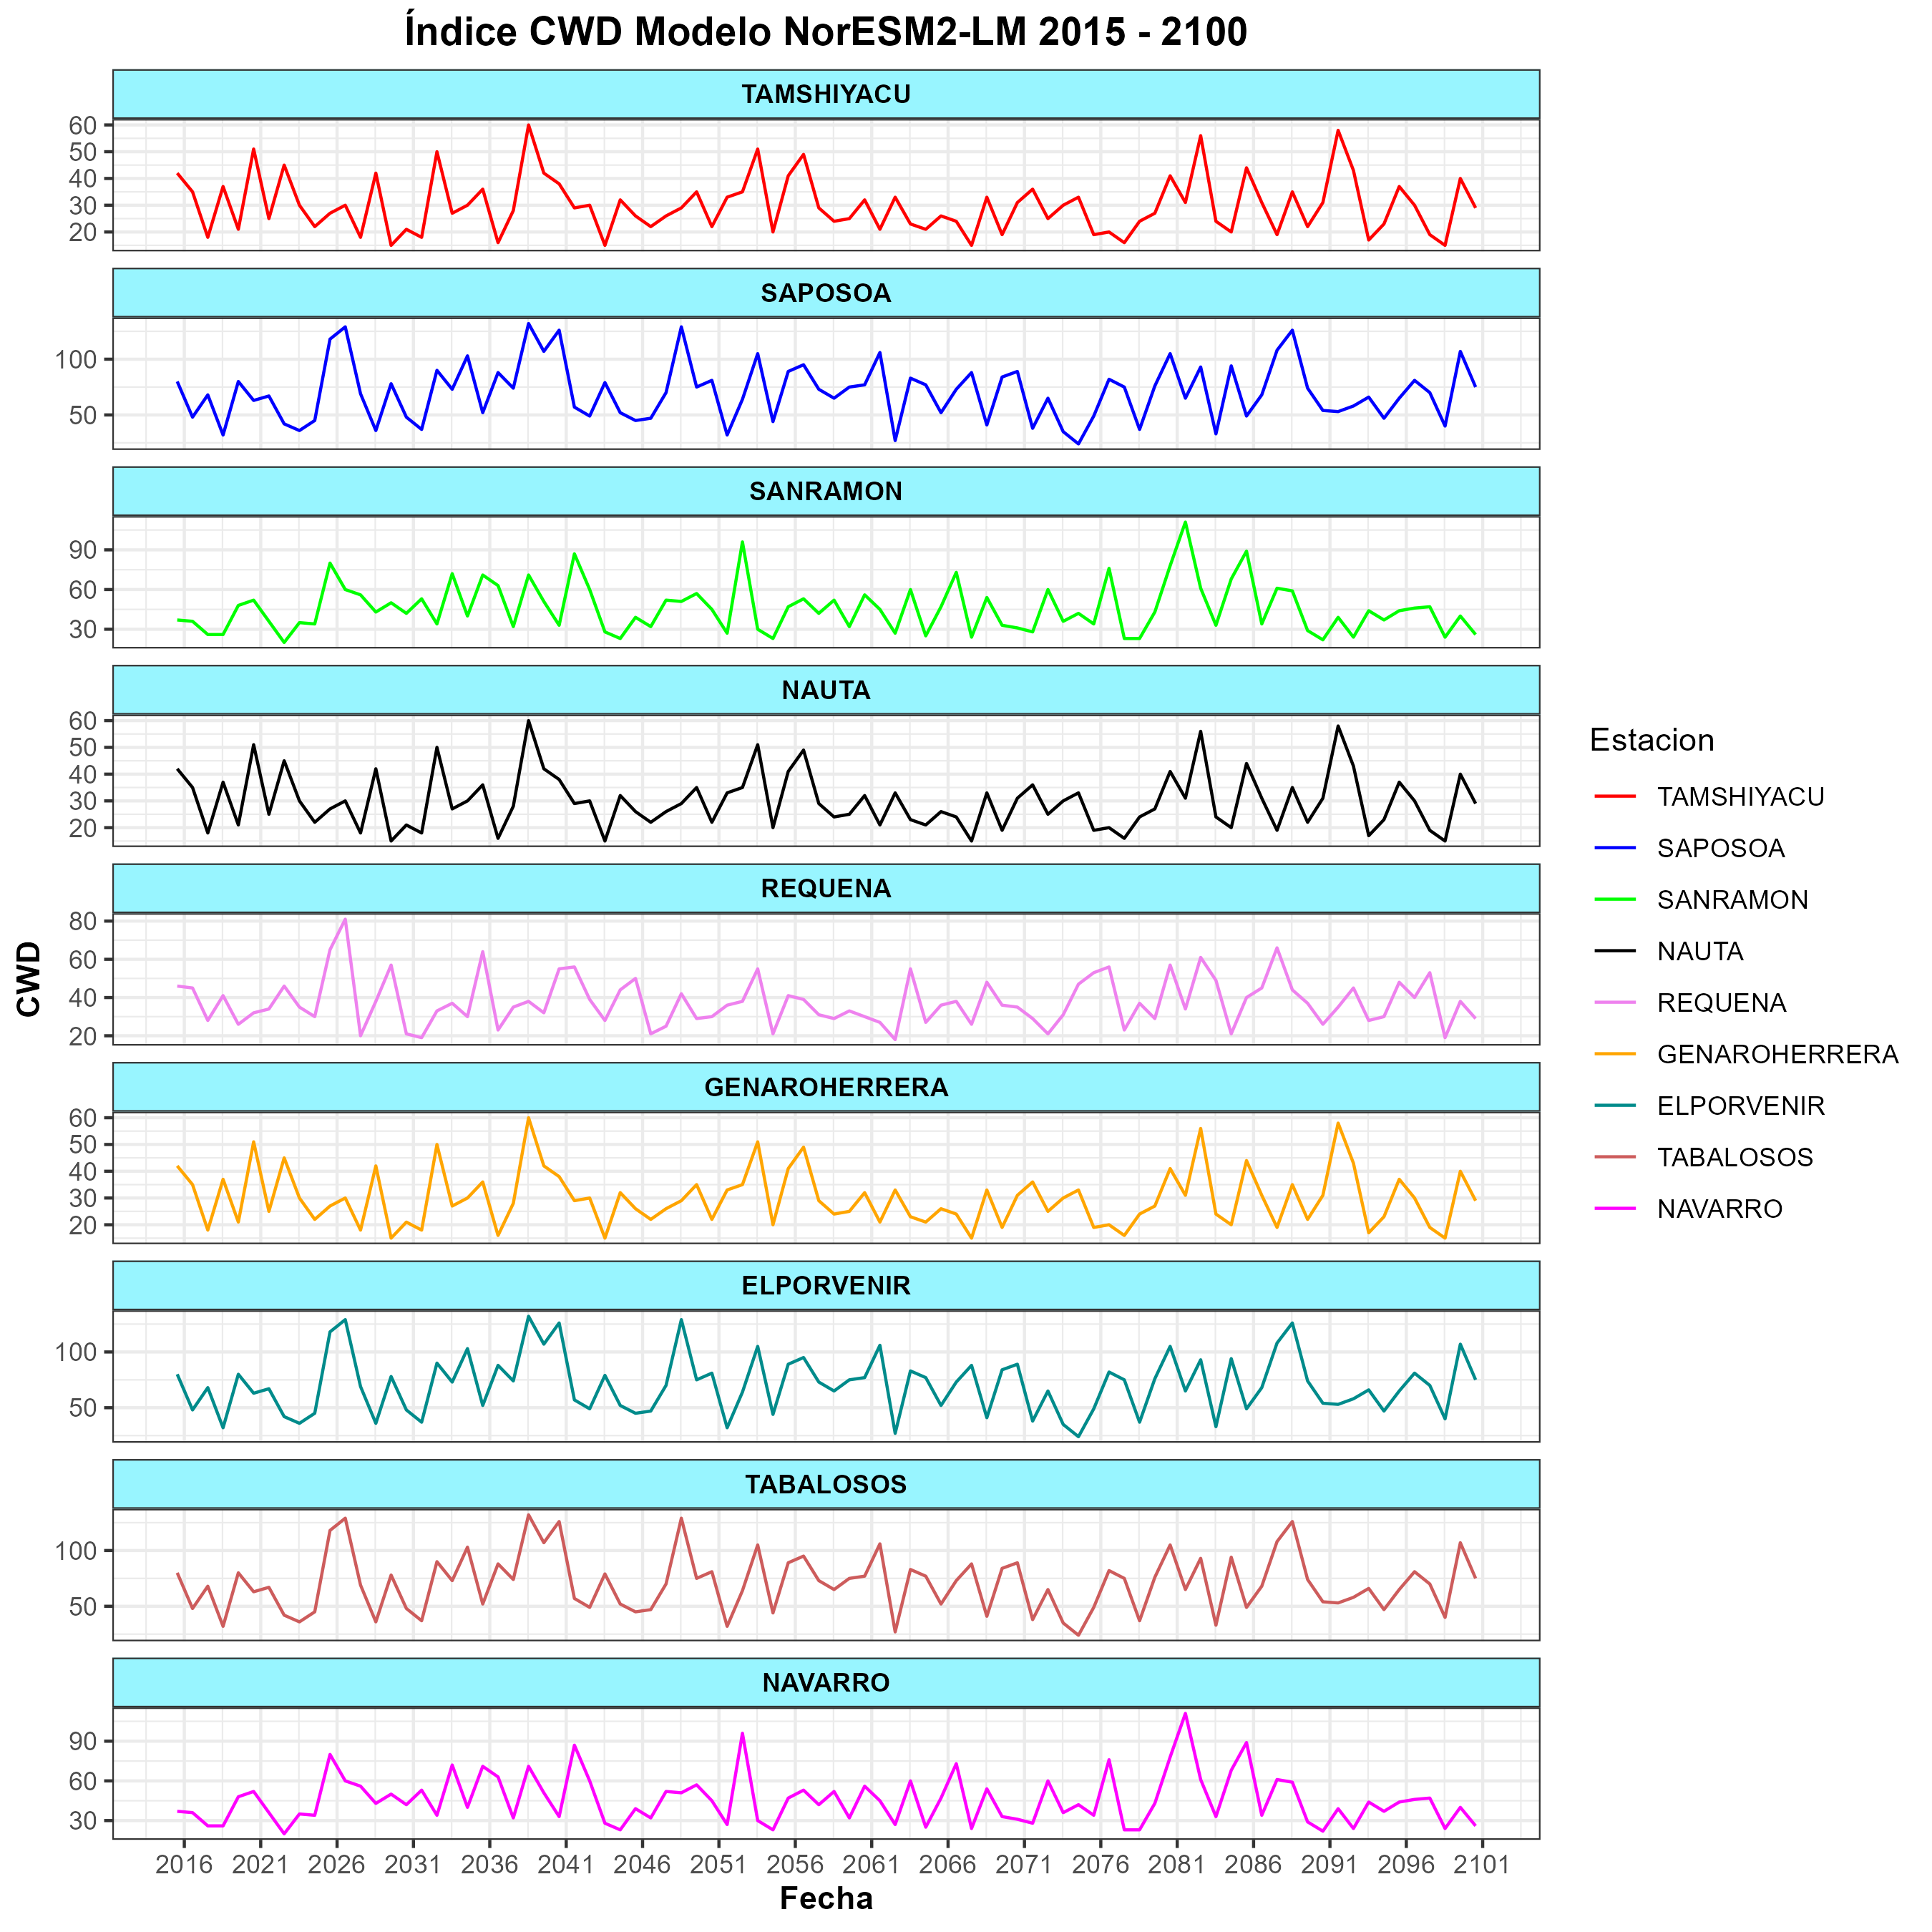 Índice CWD Modelo NorESM2-LM 2015 - 2100
TAMSHIYACU
60
50
40
30
20
SAPOSOA
100
50
SANRAMON
90
60
30
NAUTA
60
50
40
30
20
REQUENA
80
60
40
20
GENAROHERRERA
60
50
40
30
20
ELPORVENIR
100
50
TABALOSOS
100
50
NAVARRO
90
60
30
2016 2021 2026 2031 2036 2041 2046 2051 2056 2061 2066 2071 2076 2081 2086 2091 2096 2101
Fecha
CWD
Estacion
TAMSHIYACU
SAPOSOA
SANRAMON
NAUTA
REQUENA
GENAROHERRERA
ELPORVENIR
TABALOSOS
NAVARRO